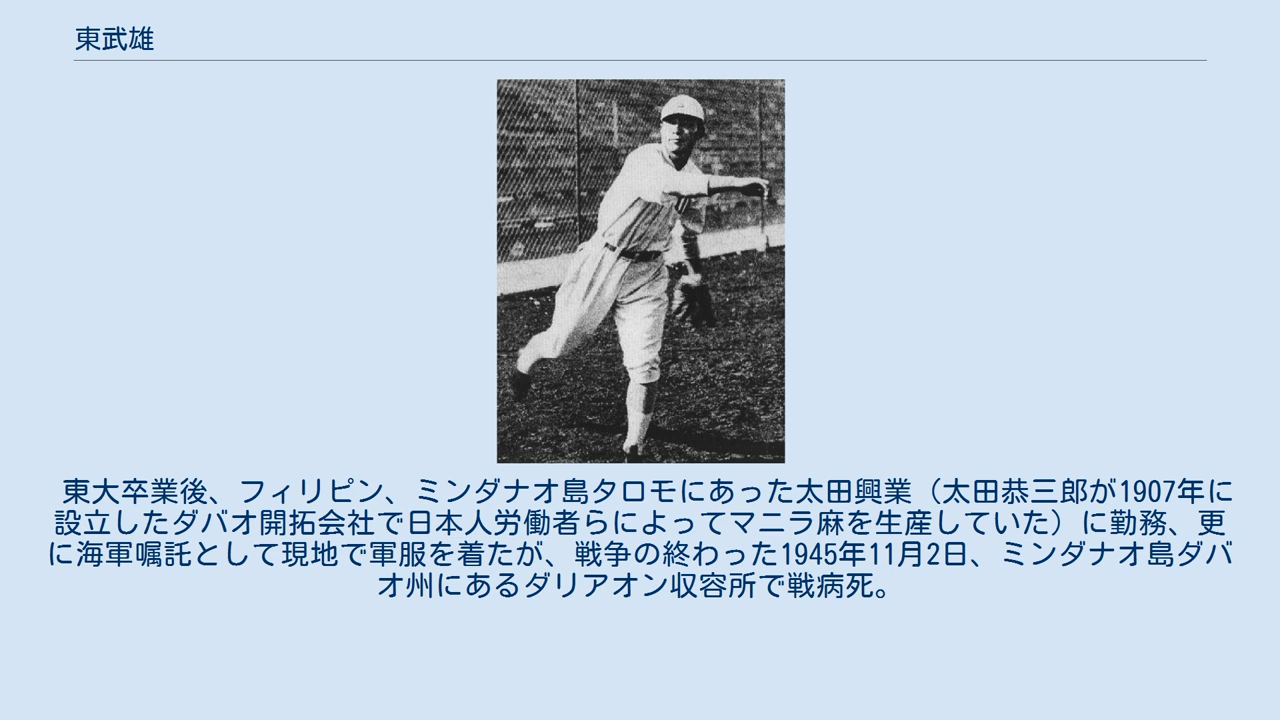 東武雄
東大卒業後、フィリピン、ミンダナオ島タロモにあった太田興業（太田恭三郎が1907年に
設立したダバオ開拓会社で日本人労働者らによってマニラ麻を生産していた）に勤務、更
に海軍嘱託として現地で軍服を着たが、戦争の終わった1945年11月2日、ミンダナオ島ダバ
オ州にあるダリアオン収容所で戦病死。